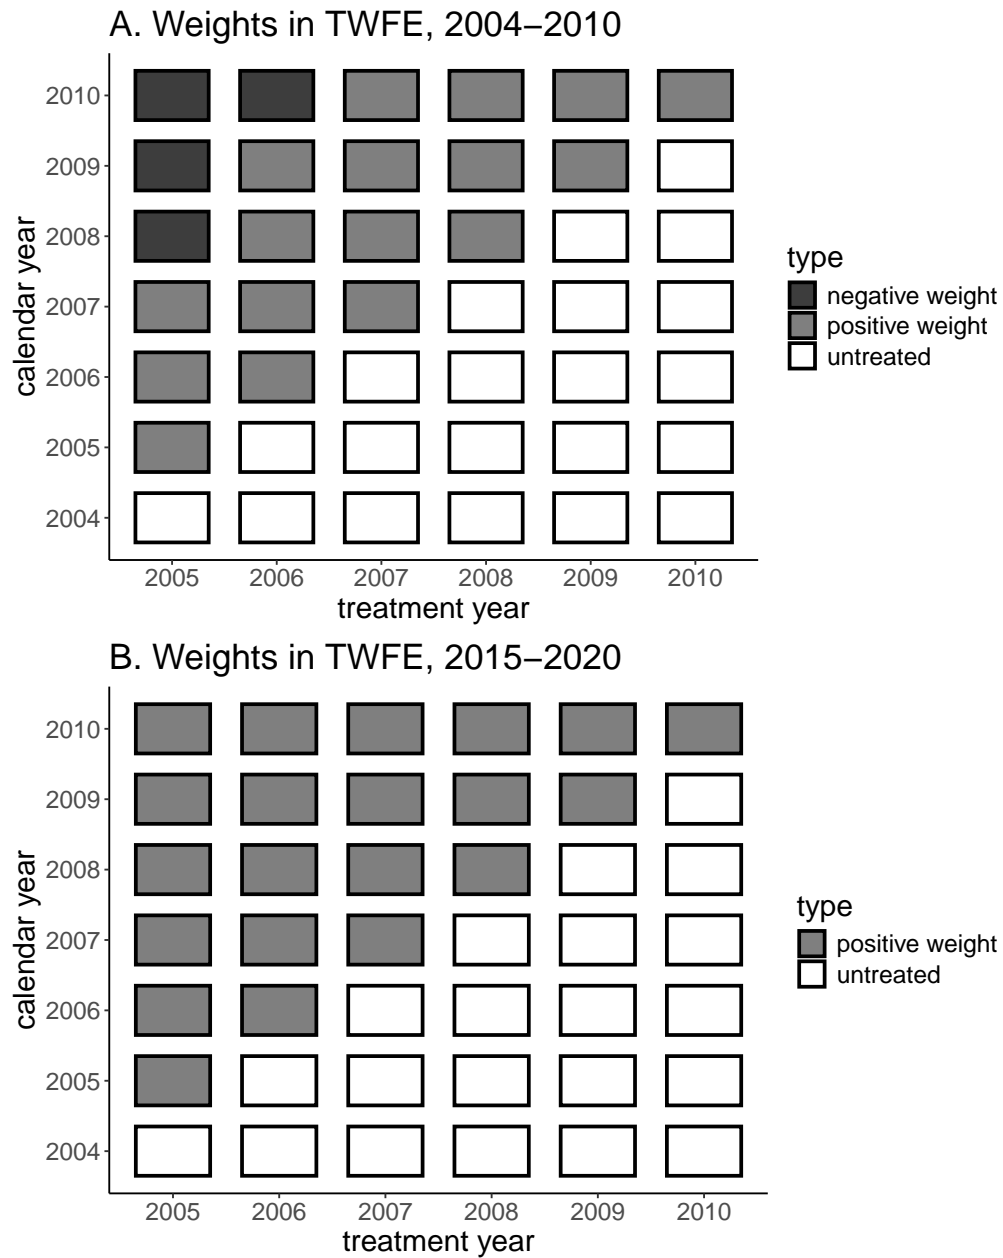 A. Weights in TWFE, 2004−2010
calendar year
2010
2009
2008
2007
2006
2005
2004
2005 2006 2007 2008 2009 2010
treatment year
type
negative weight
positive weight
untreated
B. Weights in TWFE, 2015−2020
calendar year
2010
2009
2008
2007
2006
2005
2004
2005 2006 2007 2008 2009 2010
treatment year
type
positive weight
untreated